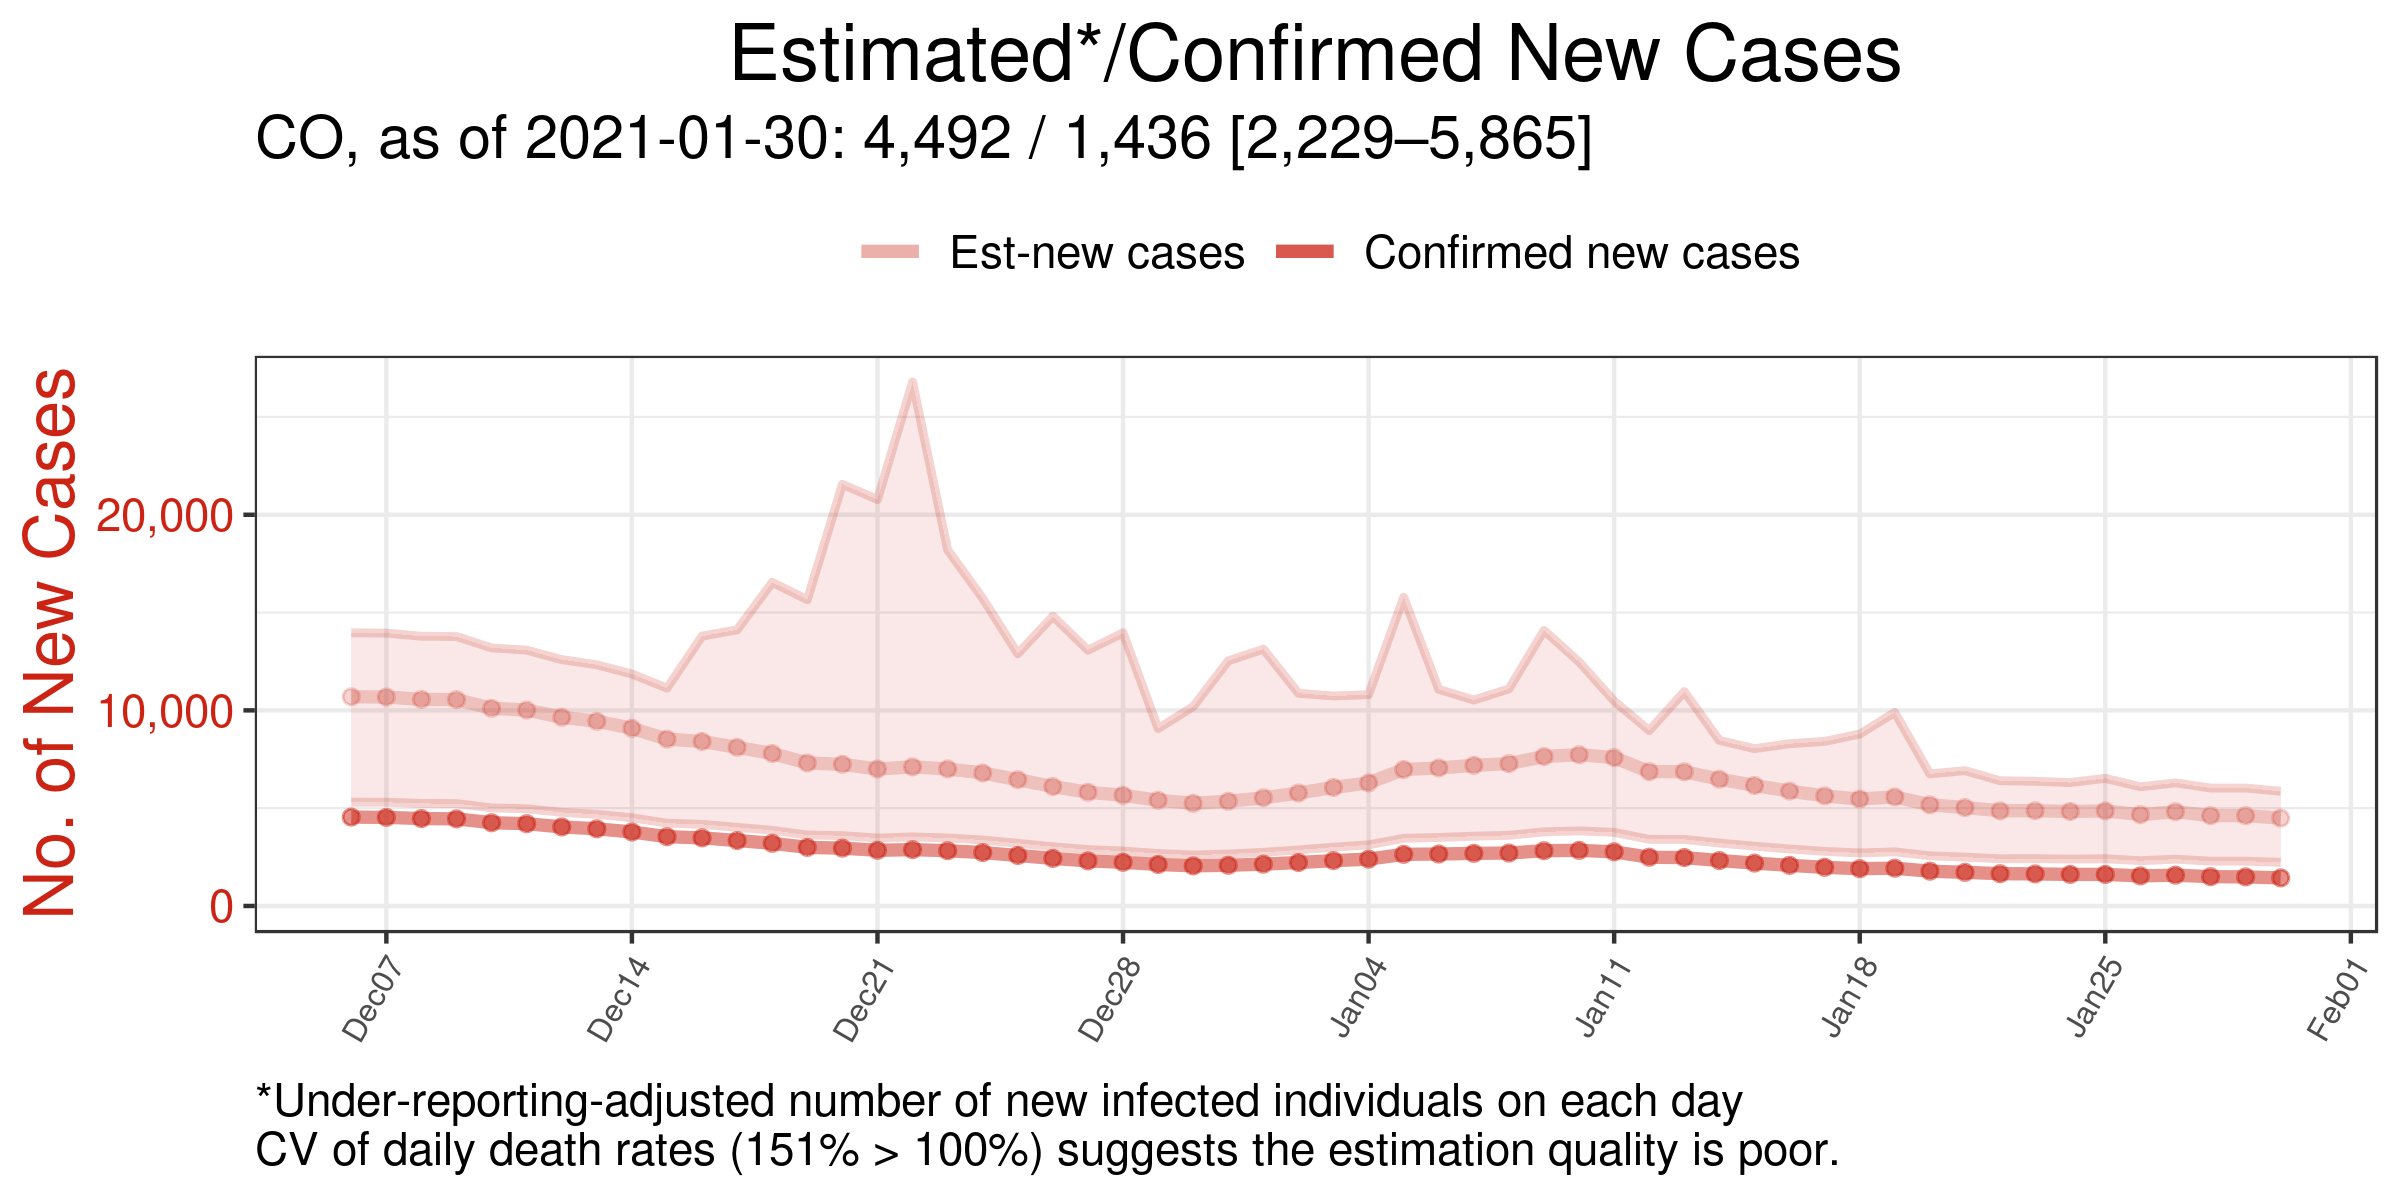 Estimated*/Confirmed New Cases
CO, as of 2021-01-30: 4,492 / 1,436 [2,229–5,865]
Est-new cases Confirmed new cases
No. of New Cases
20,000
10,000
0
Dec07 Dec14 Dec21 Dec28 Jan04 Jan11 Jan18 Jan25 Feb01
*Under-reporting-adjusted number of new infected individuals on each day
CV of daily death rates (151% > 100%) suggests the estimation quality is poor.